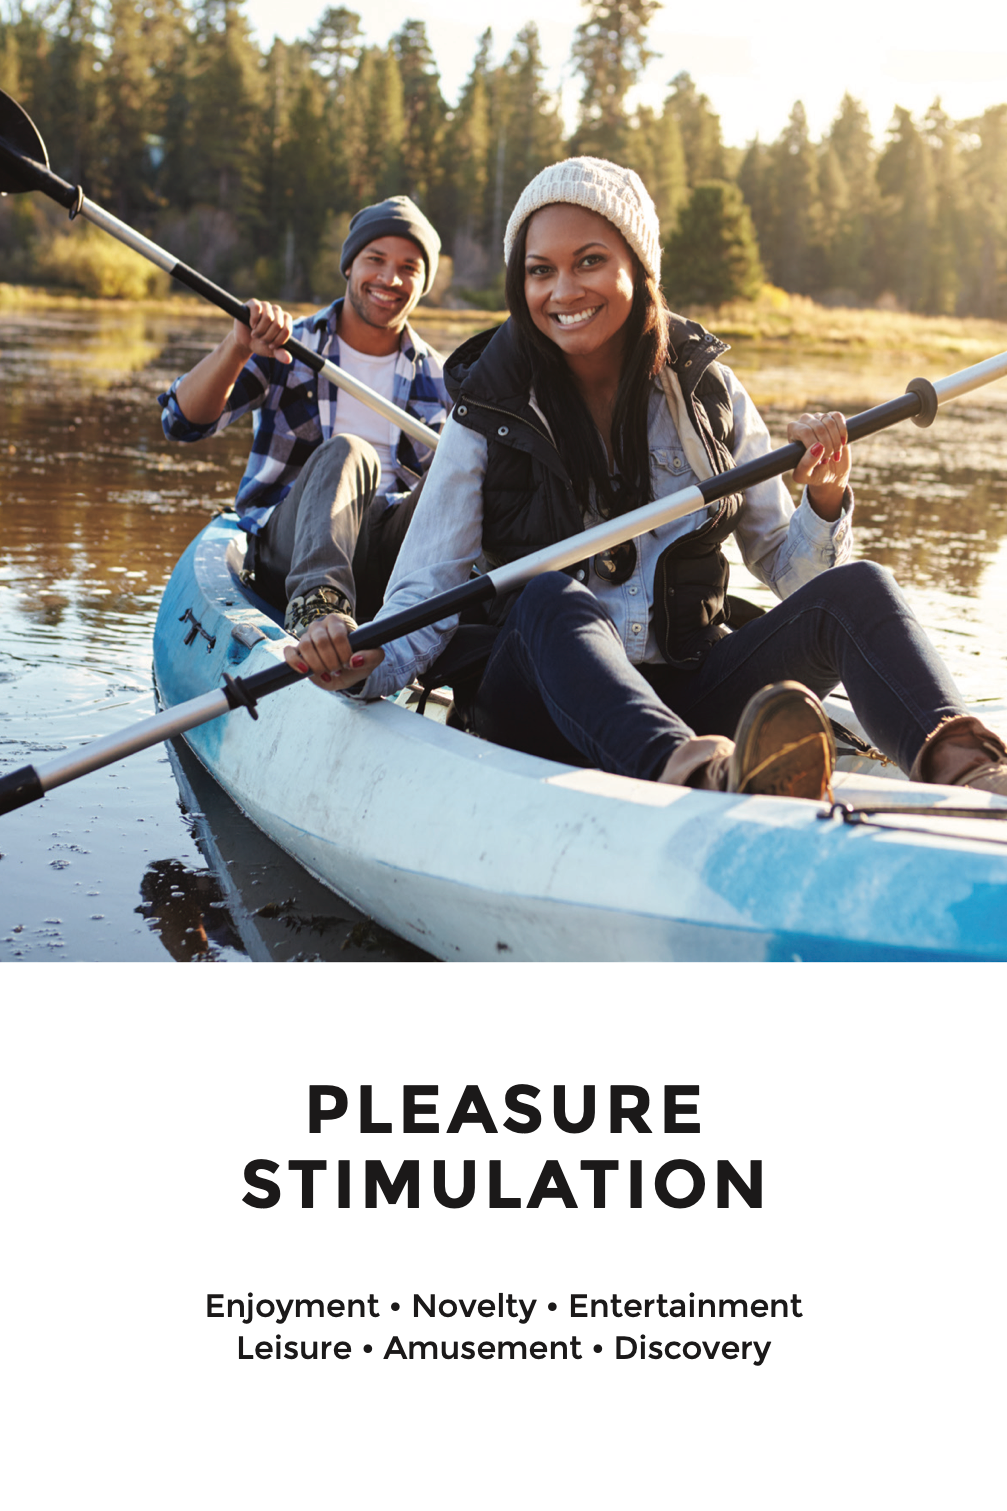 PLEASURE
STIMULATION
Enjoyment • Novelty • Entertainment
Leisure • Amusement • Discovery